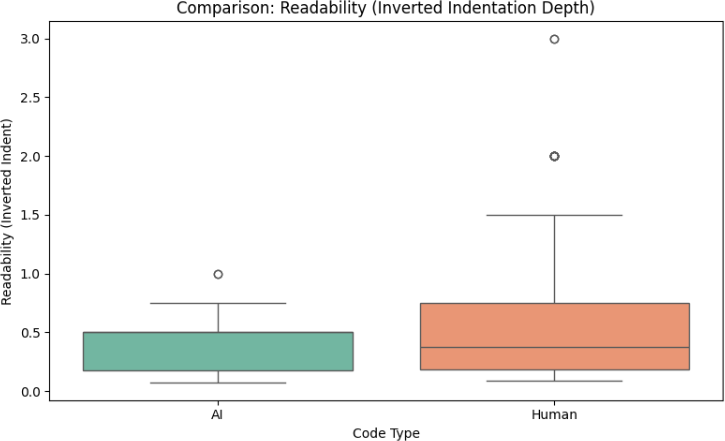 Comparison: Readability (Inverted Indentation Depth)
Readability (Inverted Indent)
3.0
2.5
2.0
1.5
1.0
0.5
0.0
AI
Human
Code Type